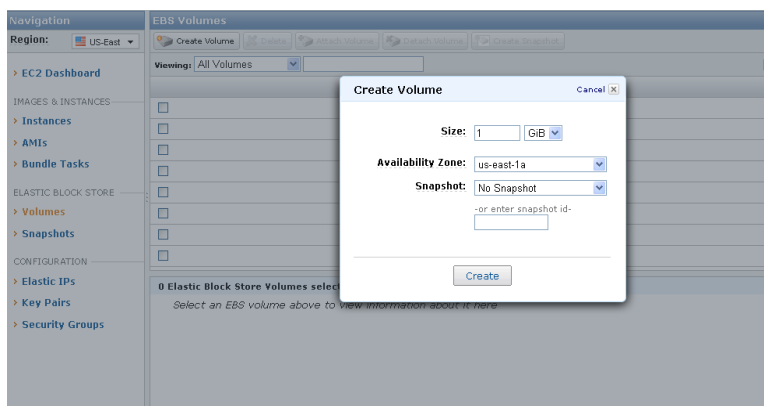 Navigation
EBS Volumes
Region: US-East
Create Volume Delete Attach Volume Detach Volume Create Snapshot
Viewing: All Volumes
> EC2 Dashboard
IMAGES & INSTANCES
> Instances
> AMIs
> Bundle Tasks
ELASTIC BLOCK STORE
> Volumes
> Snapshots
CONFIGURATION
> Elastic IPs
> Key Pairs
> Security Groups
Create Volume Cancel X
Size: 1 GiB
Availability Zone: us-east-1a
Snapshot: No Snapshot
-or enter snapshot id-
Create
0 Elastic Block Store Volumes select
Select an EBS volume above to view information about it here